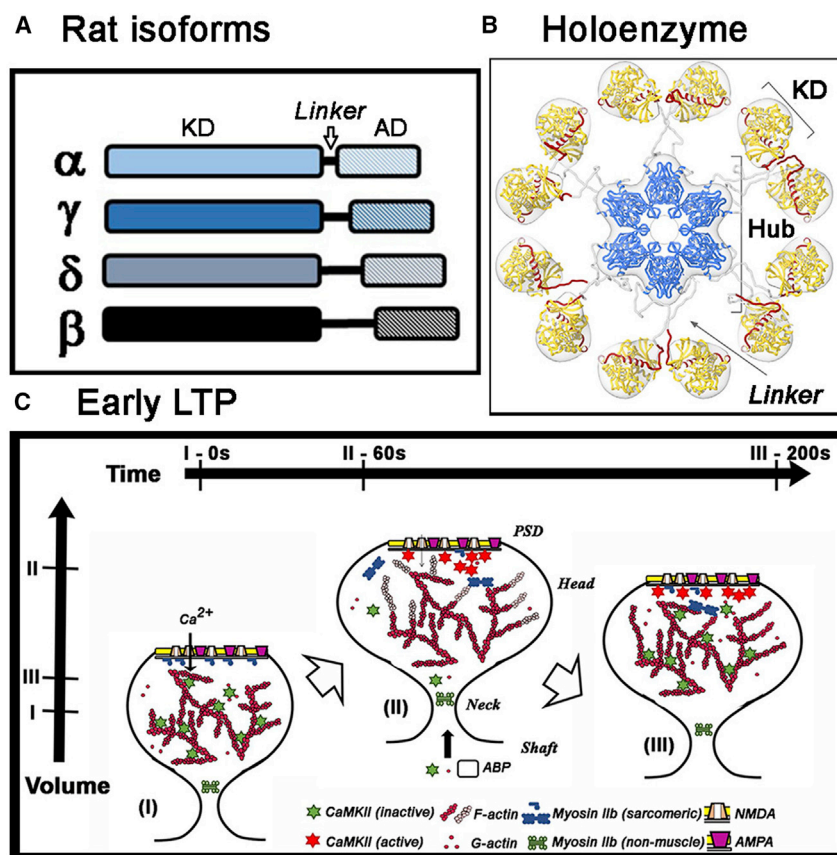 A Rat isoforms
Linker
KD AD
α
γ
δ
β
B Holoenzyme
KD
Hub
Linker
C Early LTP
I - 0s II - 60s III - 200s
Time
II
III
I
Volume
Ca2+
(I)
PSD
Head
(II) Neck
Shaft
ABP
(III)
CaMKII (inactive) F-actin Myosin IIb (sarcomeric) NMDA
CaMKII (active) G-actin Myosin IIb (non-muscle) AMPA